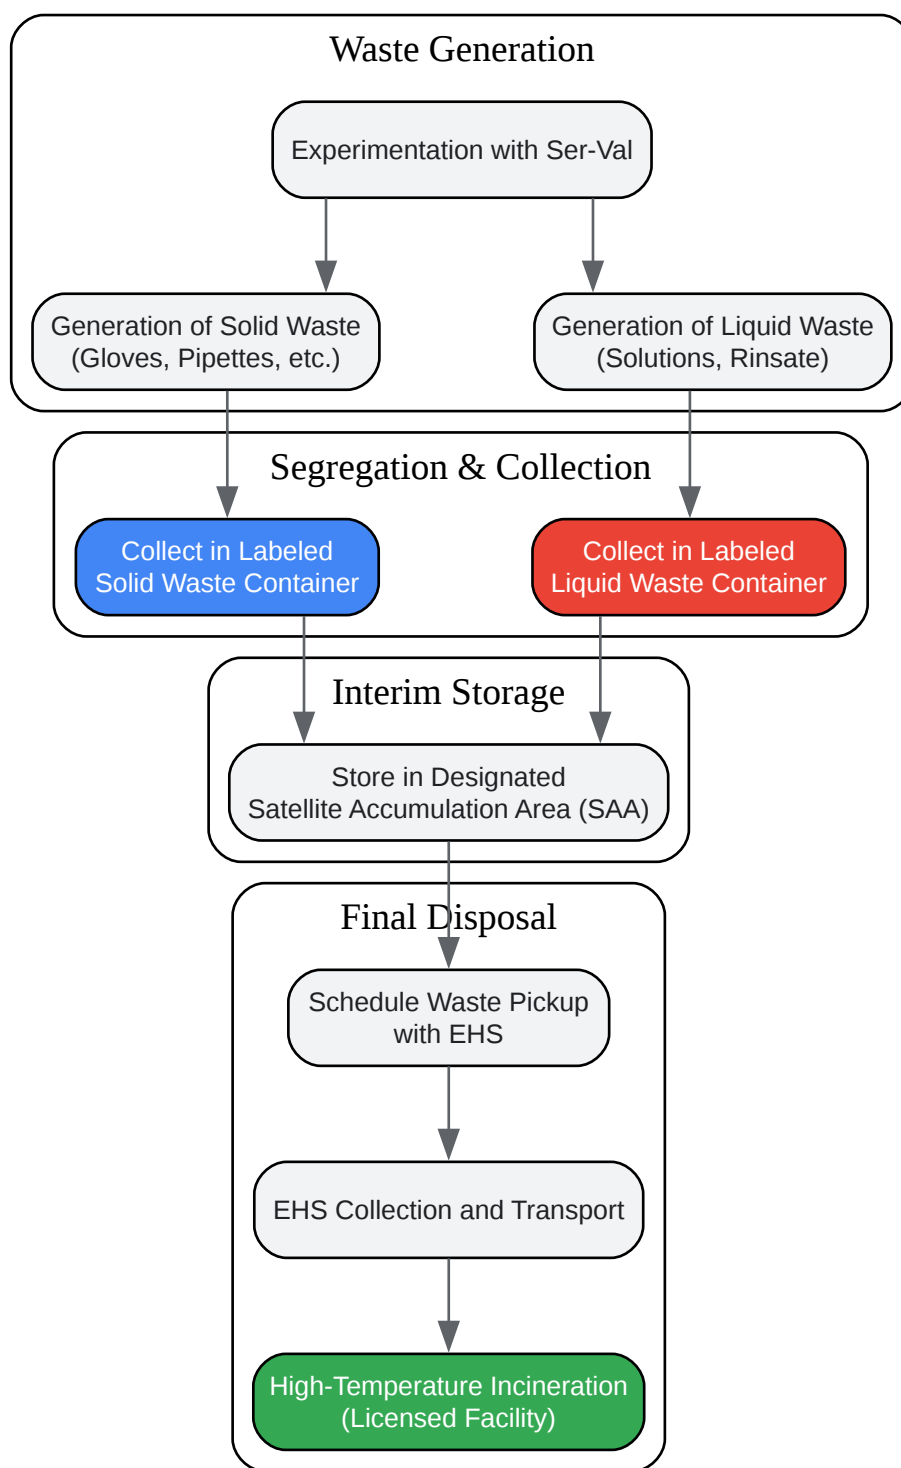 Waste Generation
Experimentation with Ser-Val
Generation of Solid Waste
(Gloves, Pipettes, etc.)
Generation of Liquid Waste
(Solutions, Rinsate)
Segregation & Collection
Collect in Labeled
Solid Waste Container
Collect in Labeled
Liquid Waste Container
Interim Storage
Store in Designated
Satellite Accumulation Area (SAA)
Final Disposal
Schedule Waste Pickup
with EHS
EHS Collection and Transport
High-Temperature Incineration
(Licensed Facility)